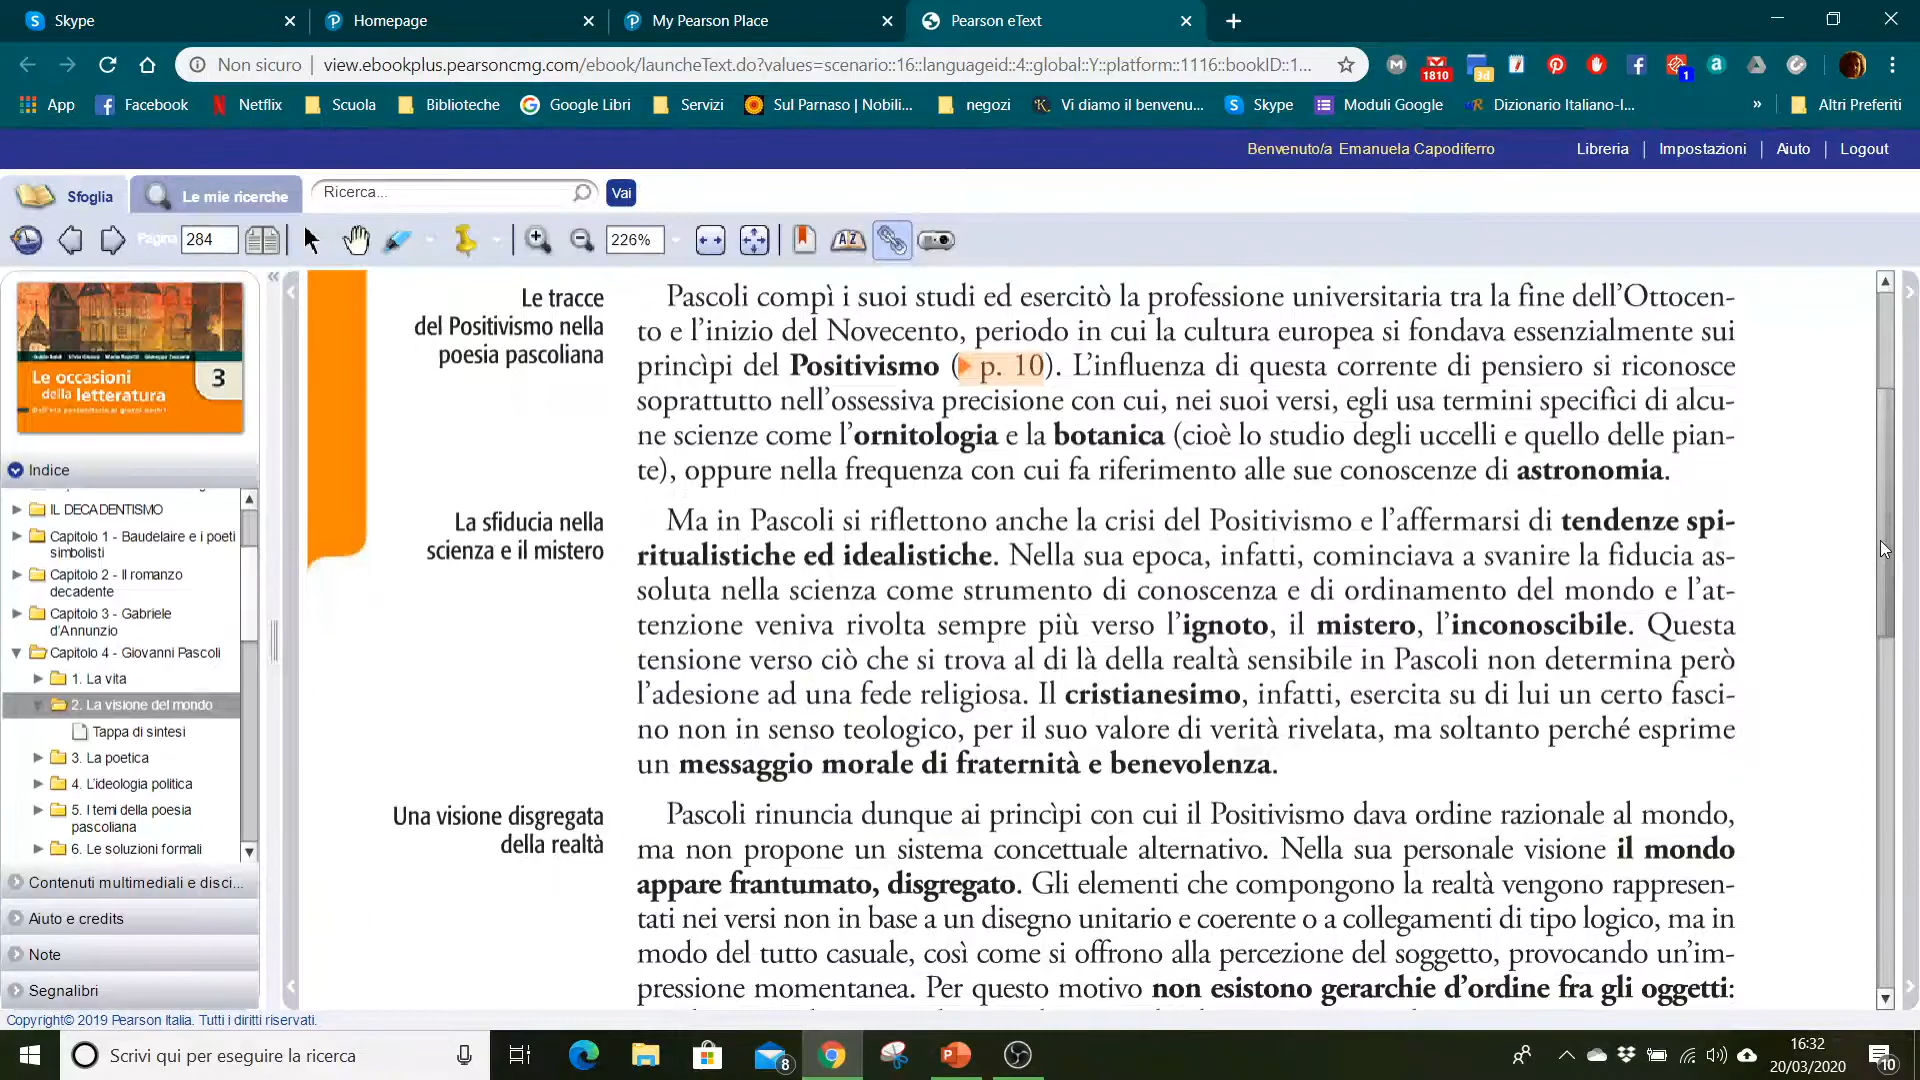 Skype
Homepage
My Pearson Place
Pearson eText
Non sicuro
view.ebookplus.pearsoncmg.com/ebook/launcheText.do?values=scenario::16::languageid::4::global::Y::platform::1116::bookID::1...
1810
3d
1
App
Facebook
Netflix
Scuola
Biblioteche
Google Libri
Servizi
Sul Parnaso | Nobili...
negozi
Vi diamo il benvenu...
Skype
Moduli Google
Dizionario Italiano-I...
»
Altri Preferiti
Benvenuto/a Emanuela Capodiferro
Libreria
Impostazioni
Aiuto
Logout
Sfoglia
Le mie ricerche
Ricerca...
Vai
Pagina
284
226%
AZ
Le occasioni
della letteratura
3
Dall'età postunitaria ai giorni nostri
Indice
IL DECADENTISMO
Capitolo 1 - Baudelaire e i poeti
simbolisti
Capitolo 2 - Il romanzo
decadente
Capitolo 3 - Gabriele
d'Annunzio
Capitolo 4 - Giovanni Pascoli
1. La vita
2. La visione del mondo
Tappa di sintesi
3. La poetica
4. L'ideologia politica
5. I temi della poesia
pascoliana
6. Le soluzioni formali
Contenuti multimediali e disci...
Aiuto e credits
Note
Segnalibri
Copyright© 2019 Pearson Italia. Tutti i diritti riservati.
Le tracce
del Positivismo nella
poesia pascoliana
Pascoli compì i suoi studi ed esercitò la professione universitaria tra la fine dell'Ottocen-
to e l'inizio del Novecento, periodo in cui la cultura europea si fondava essenzialmente sui
princìpi del Positivismo (▶ p. 10). L'influenza di questa corrente di pensiero si riconosce
soprattutto nell'ossessiva precisione con cui, nei suoi versi, egli usa termini specifici di alcu-
ne scienze come l'ornitologia e la botanica (cioè lo studio degli uccelli e quello delle pian-
te), oppure nella frequenza con cui fa riferimento alle sue conoscenze di astronomia.
La sfiducia nella
scienza e il mistero
Ma in Pascoli si riflettono anche la crisi del Positivismo e l'affermarsi di tendenze spi-
ritualistiche ed idealistiche. Nella sua epoca, infatti, cominciava a svanire la fiducia as-
soluta nella scienza come strumento di conoscenza e di ordinamento del mondo e l'at-
tenzione veniva rivolta sempre più verso l'ignoto, il mistero, l'inconoscibile. Questa
tensione verso ciò che si trova al di là della realtà sensibile in Pascoli non determina però
l'adesione ad una fede religiosa. Il cristianesimo, infatti, esercita su di lui un certo fasci-
no non in senso teologico, per il suo valore di verità rivelata, ma soltanto perché esprime
un messaggio morale di fraternità e benevolenza.
Una visione disgregata
della realtà
Pascoli rinuncia dunque ai princìpi con cui il Positivismo dava ordine razionale al mondo,
ma non propone un sistema concettuale alternativo. Nella sua personale visione il mondo
appare frantumato, disgregato. Gli elementi che compongono la realtà vengono rappresen-
tati nei versi non in base a un disegno unitario e coerente o a collegamenti di tipo logico, ma in
modo del tutto casuale, così come si offrono alla percezione del soggetto, provocando un'im-
pressione momentanea. Per questo motivo non esistono gerarchie d'ordine fra gli oggetti:
Scrivi qui per eseguire la ricerca
8
16:32
20/03/2020
10